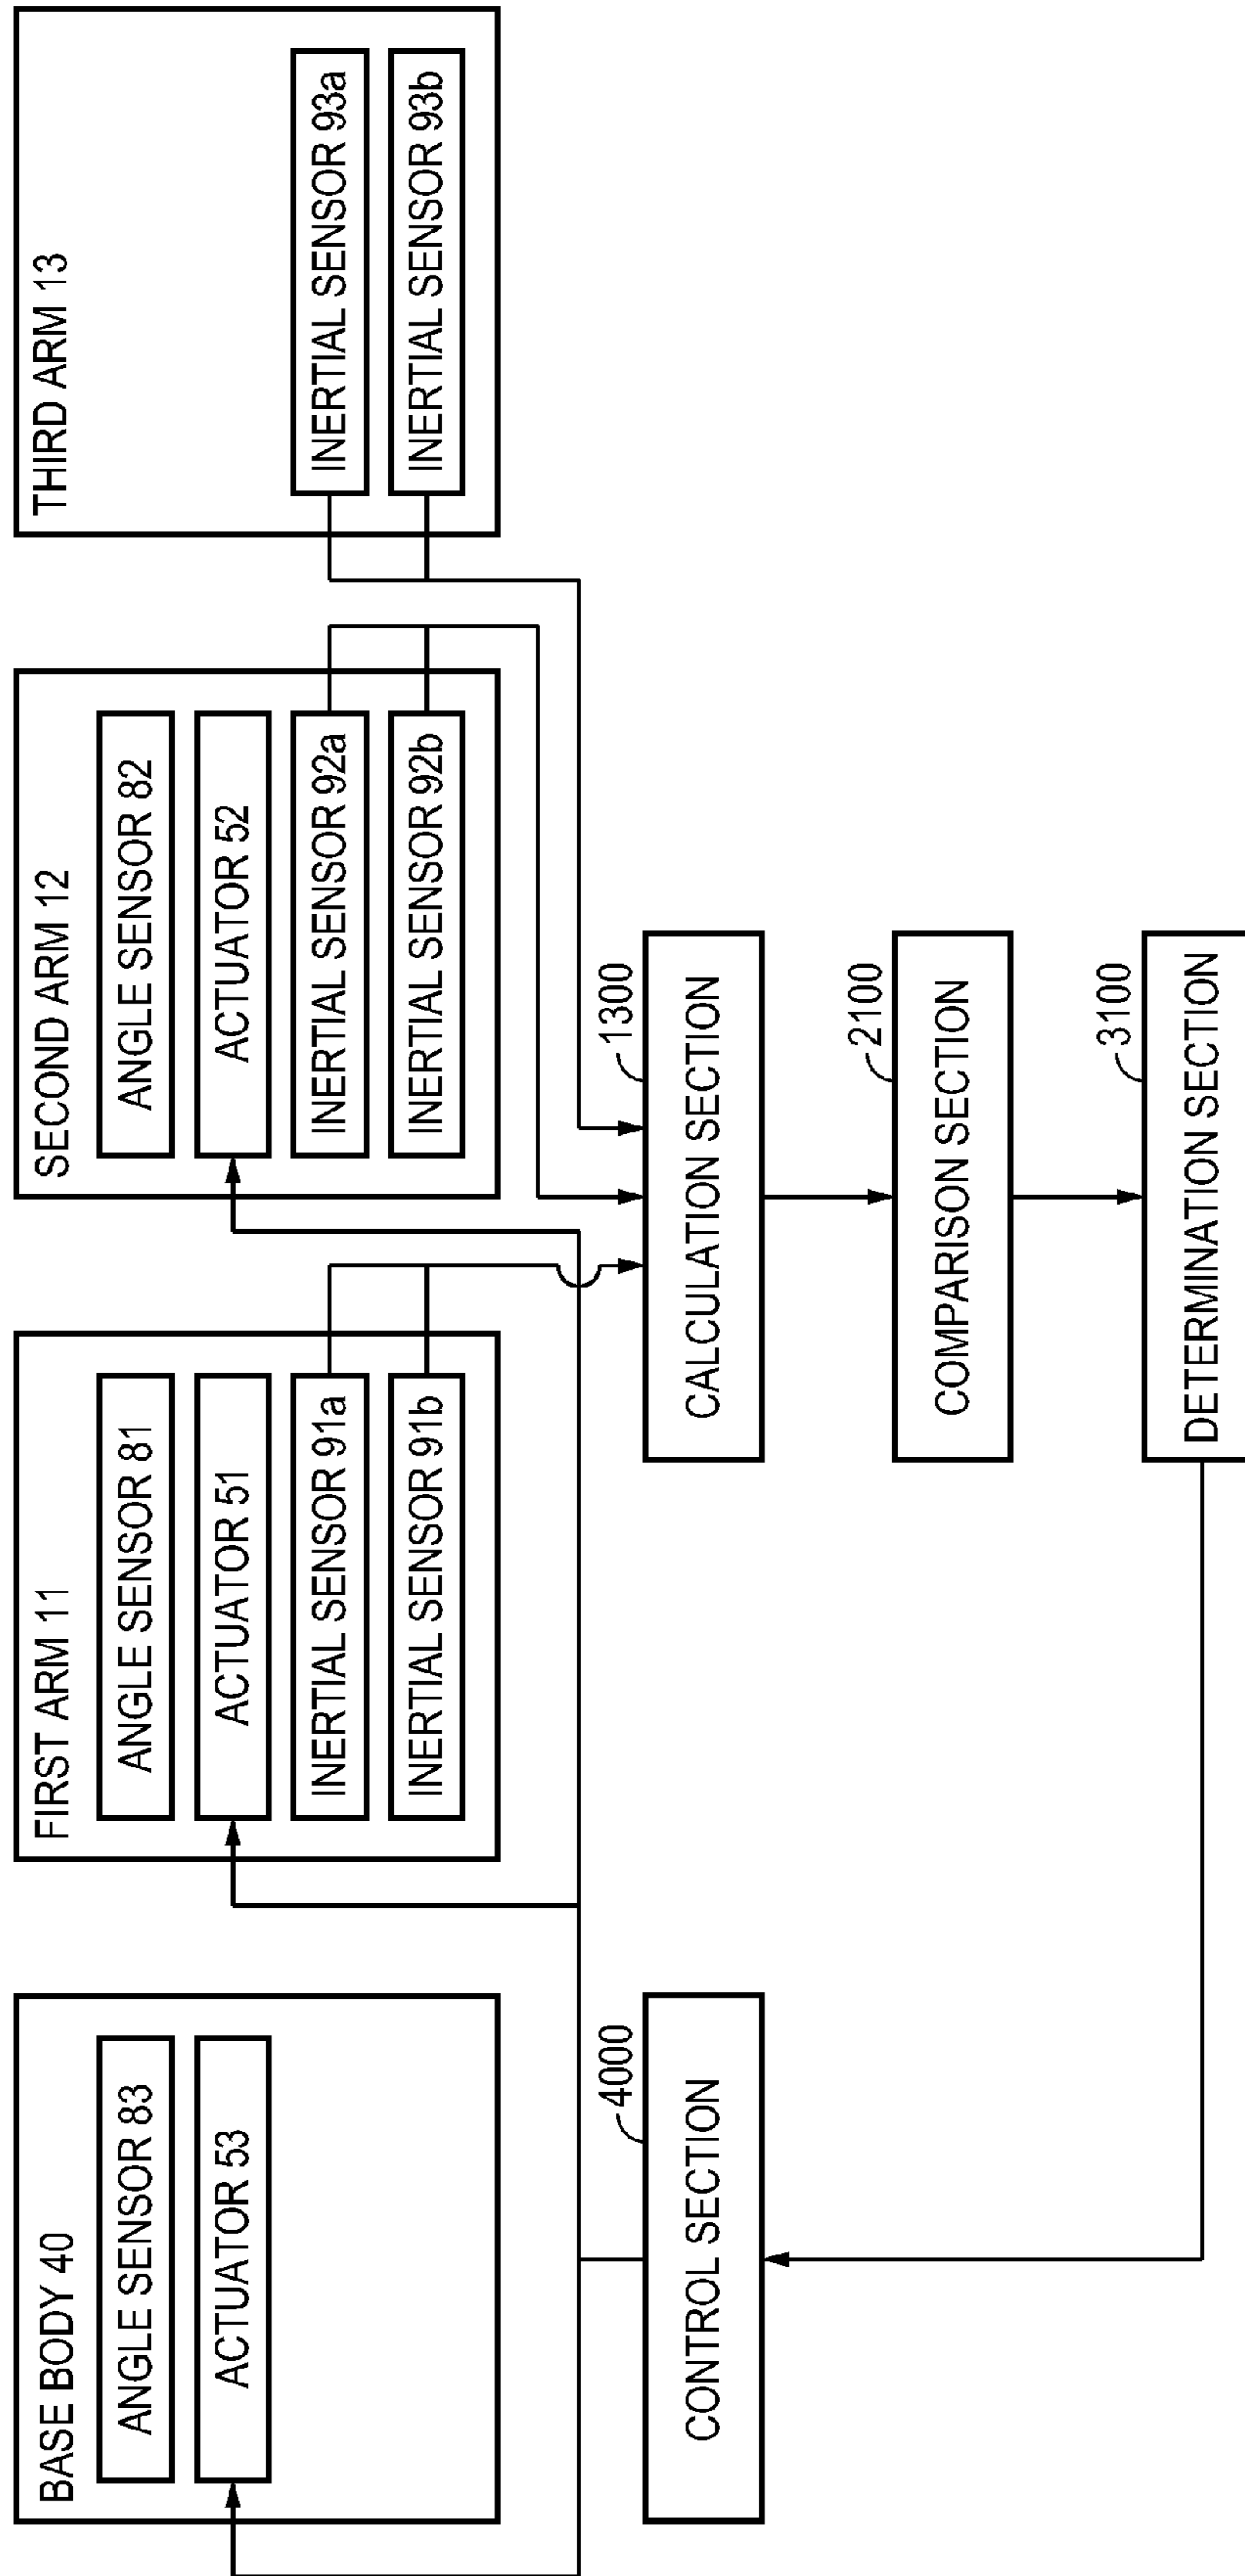 BASE BODY 40
ANGLE SENSOR 83
ACTUATOR 53
FIRST ARM 11
ANGLE SENSOR 81
ACTUATOR 51
INERTIAL SENSOR 91a
INERTIAL SENSOR 91b
SECOND ARM 12
ANGLE SENSOR 82
ACTUATOR 52
INERTIAL SENSOR 92a
INERTIAL SENSOR 92b
THIRD ARM 13
INERTIAL SENSOR 93a
INERTIAL SENSOR 93b
4000
CONTROL SECTION
1300
CALCULATION SECTION
2100
COMPARISON SECTION
3100
DETERMINATION SECTION